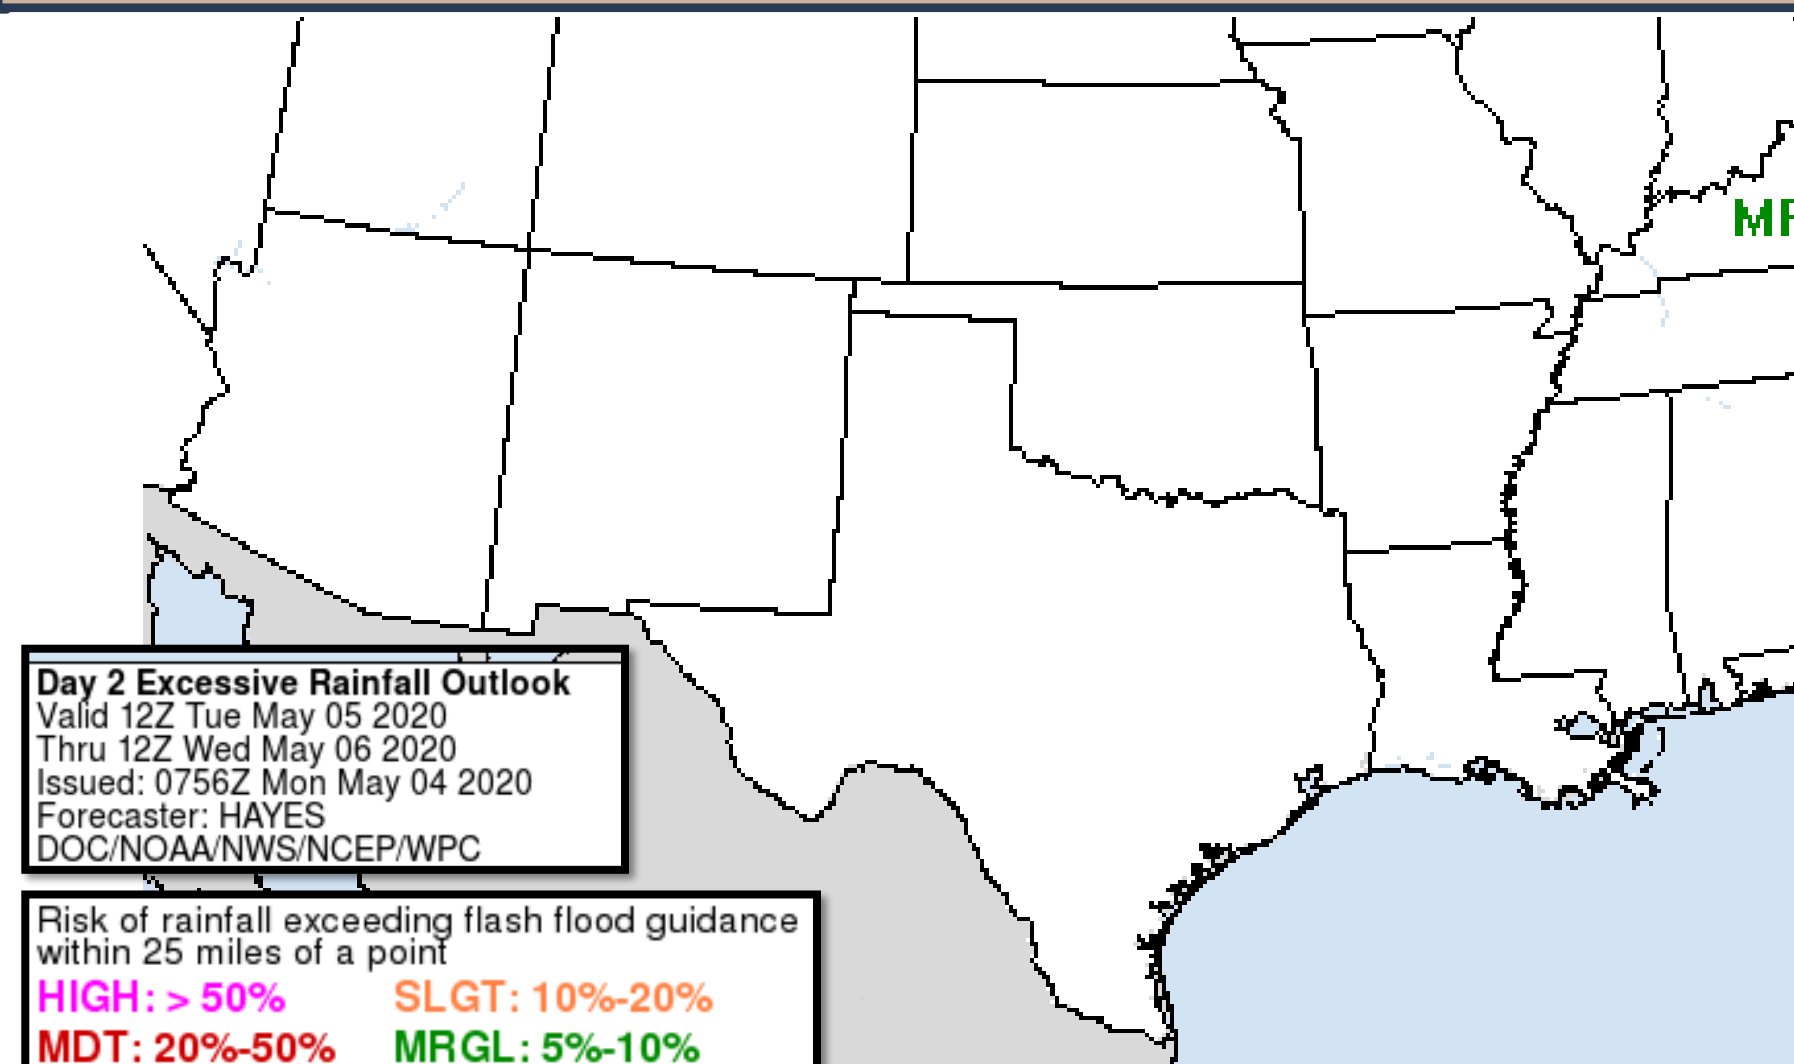 MR
Day 2 Excessive Rainfall Outlook
Valid 12Z Tue May 05 2020
Thru 12Z Wed May 06 2020
Issued: 0756Z Mon May 04 2020
Forecaster: HAYES
DOC/NOAA/NWS/NCEP/WPC
Risk of rainfall exceeding flash flood guidance
within 25 miles of a point
HIGH: > 50% SLGT: 10%-20%
MDT: 20%-50% MRGL: 5%-10%